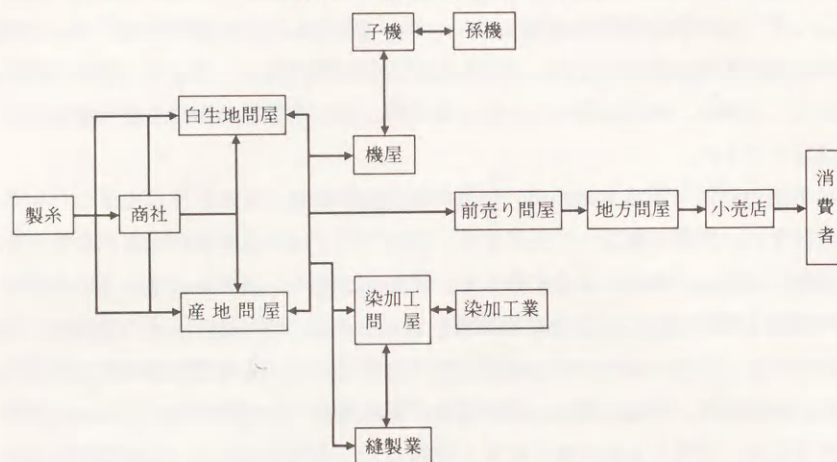 子機
孫機
白生地問屋
機屋
製糸
商社
前売り問屋
地方問屋
小売店
消費者
産地問屋
染加工
問屋
染加工業
縫製業